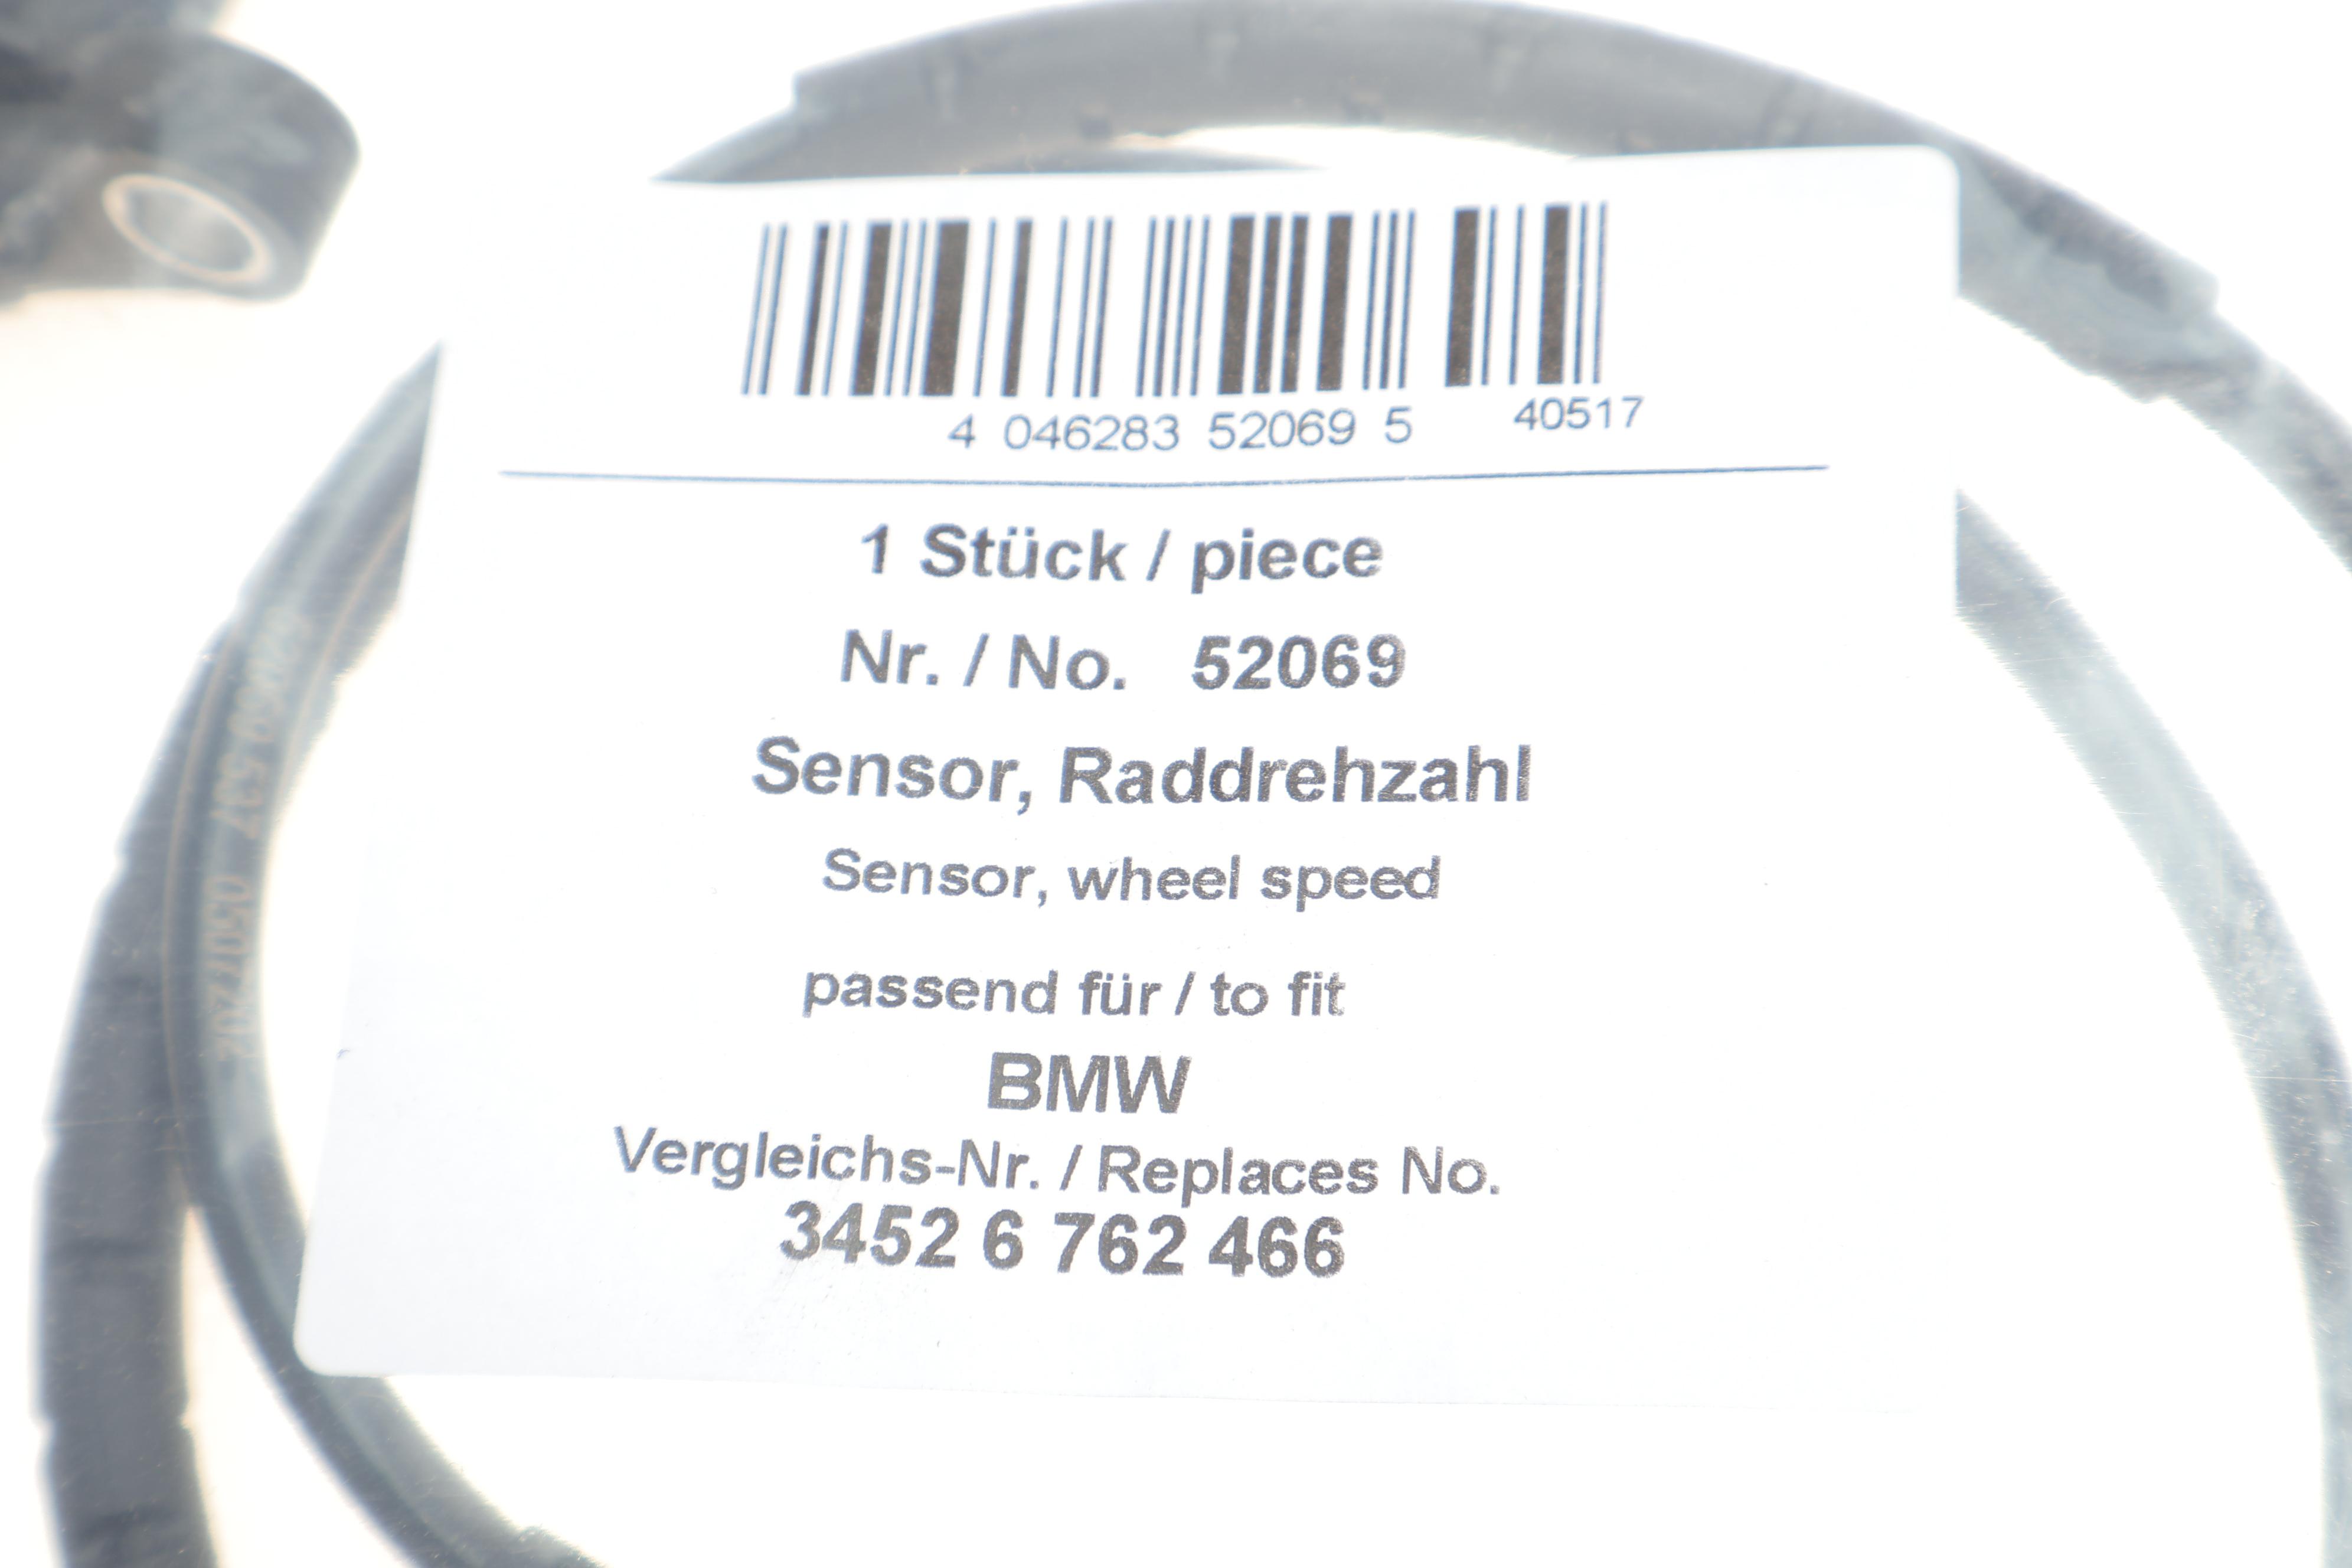 4 046283 52069 5 40517
1 Stück / piece
Nr. / No. 52069
Sensor, Raddrehzahl
Sensor, wheel speed
passend für / to fit
BMW
Vergleichs-Nr. / Replaces No.
3452 6 762 466